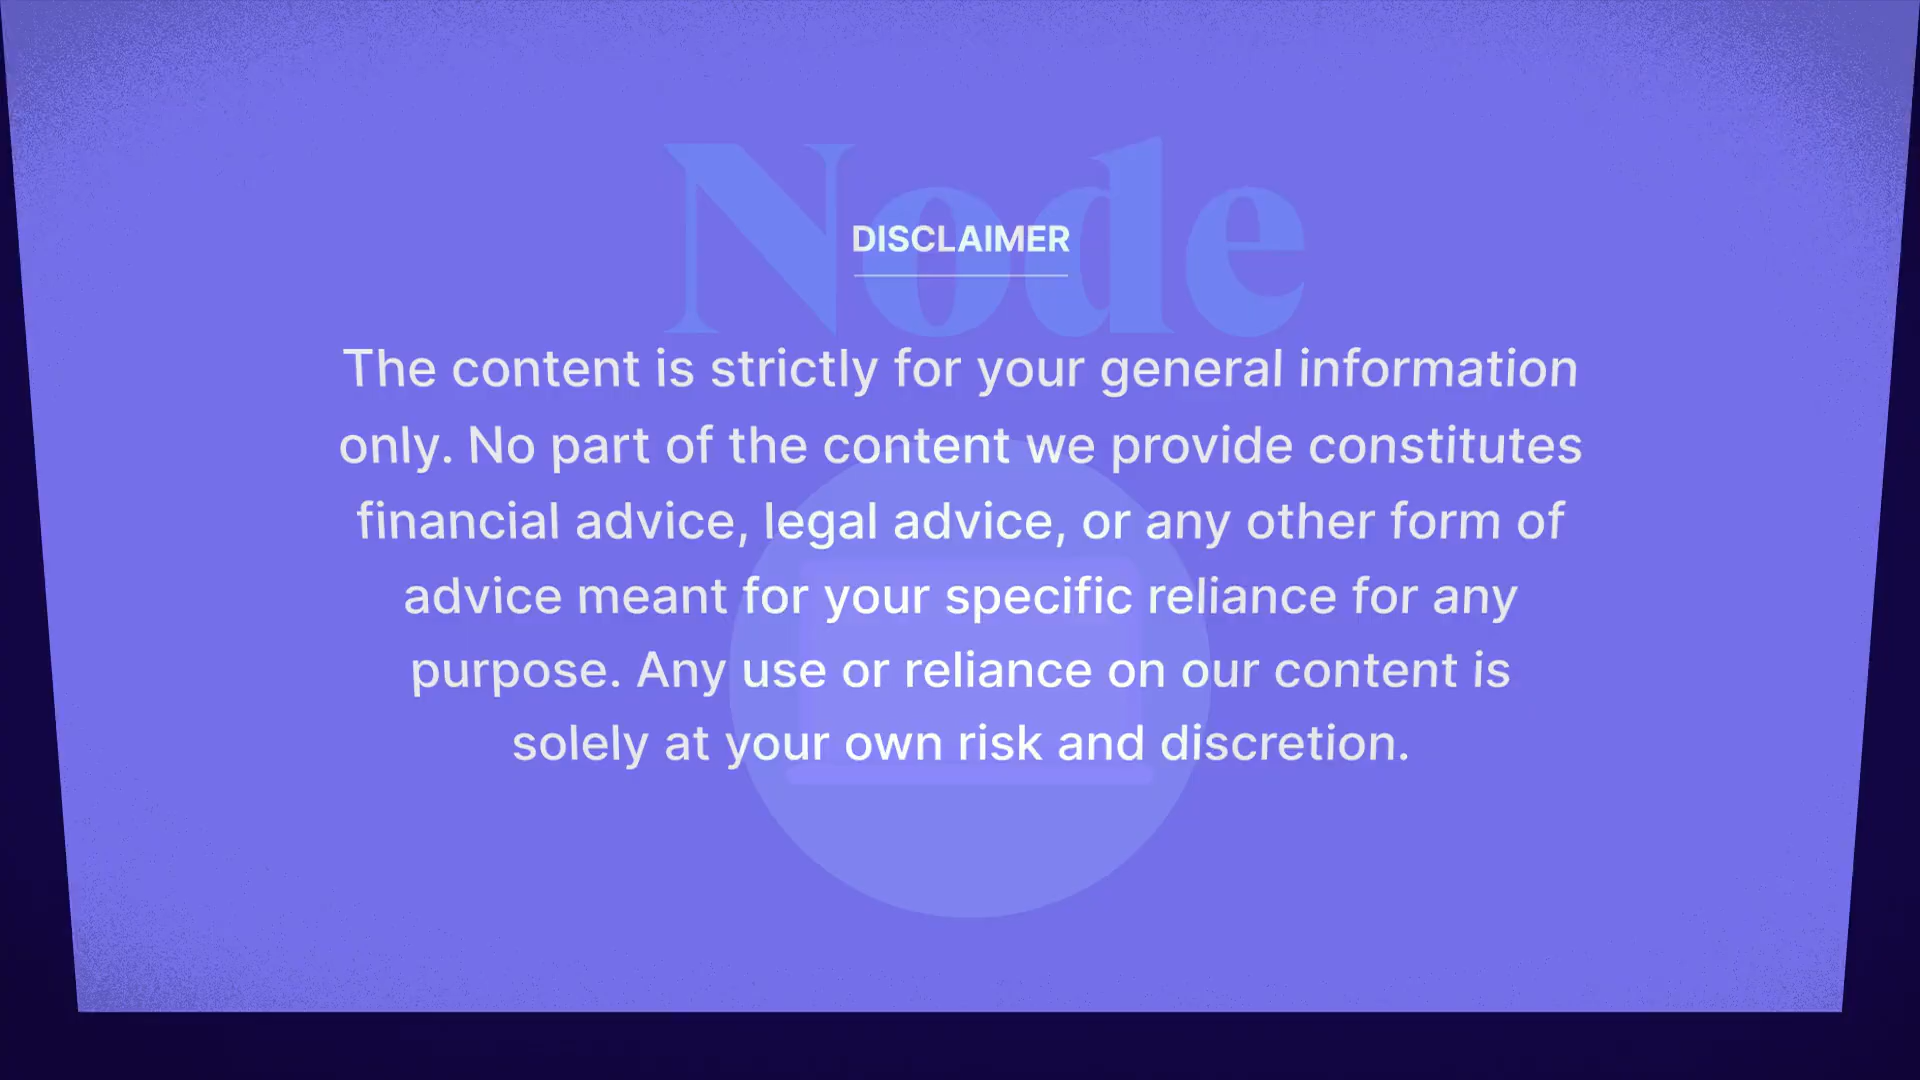 Node
DISCLAIMER
The content is strictly for your general information
only. No part of the content we provide constitutes
financial advice, legal advice, or any other form of
advice meant for your specific reliance for any
purpose. Any use or reliance on our content is
solely at your own risk and discretion.